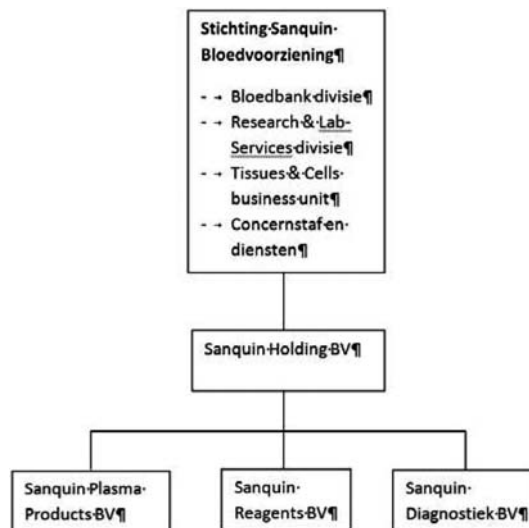 Stichting·Sanquin·
Bloedvoorziening¶
- → Bloedbank·divisie¶
- → Research·&·Lab-
Services·divisie¶
- → Tissues·&·Cells·
business·unit¶
- → Concernstaf·en·
diensten¶
Sanquin·Holding·BV¶
Sanquin·Plasma·
Products·BV¶
Sanquin·
Reagents·BV¶
Sanquin·
Diagnostiek·BV¶